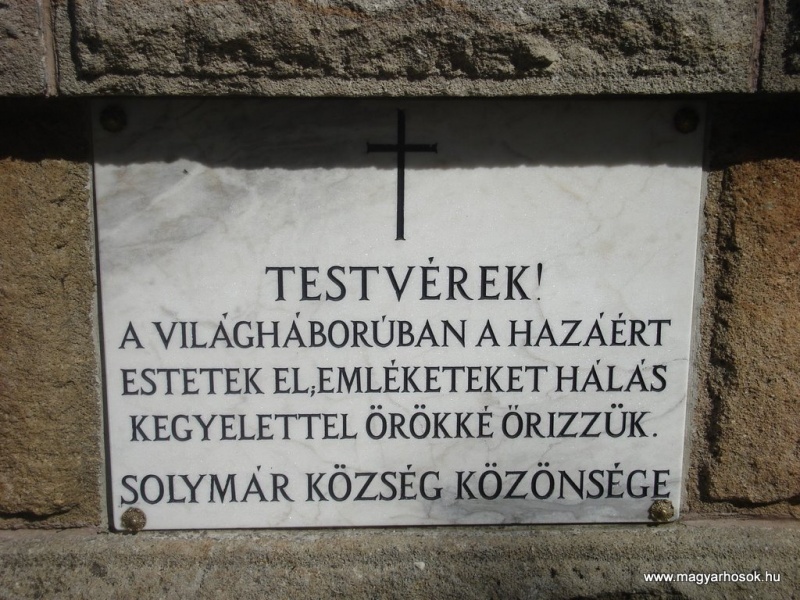 TESTVÉREK!
A VILÁGHÁBORÚBAN A HAZÁÉRT
ESTETEK EL;EMLÉKETEKET HÁLÁS
KEGYELETTEL ÖRÖKKÉ ŐRIZZÜK.
SOLYMÁR KÖZSÉG KÖZÖNSÉGE
www.magyarhosok.hu